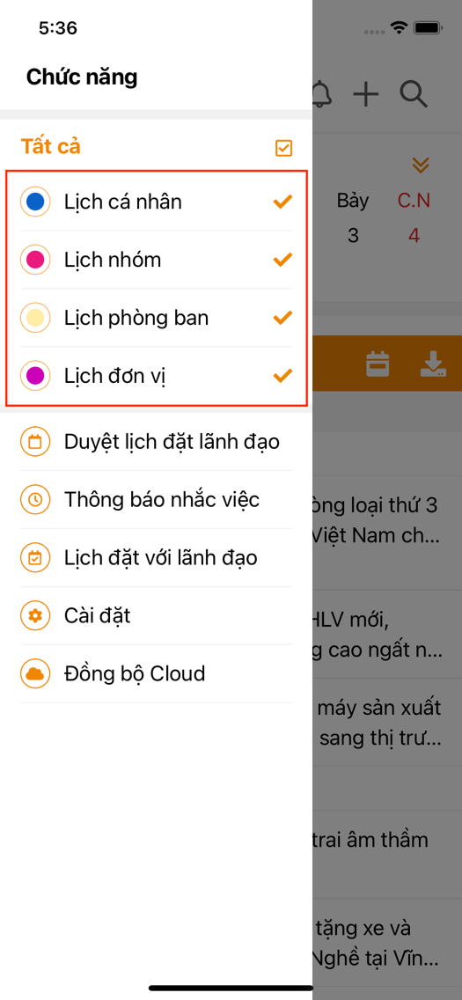 5:36
Chức năng
Tất cả
Lịch cá nhân
Lịch nhóm
Lịch phòng ban
Lịch đơn vị
Duyệt lịch đặt lãnh đạo
Thông báo nhắc việc
Lịch đặt với lãnh đạo
Cài đặt
Đồng bộ Cloud
Bảy C.N
3 4
loại thứ 3
Việt Nam ch...
HLV mới,
cao ngất n...
máy sản xuất
sang thị trư...
trai âm thầm
tặng xe và
Nghề tại Vĩn...